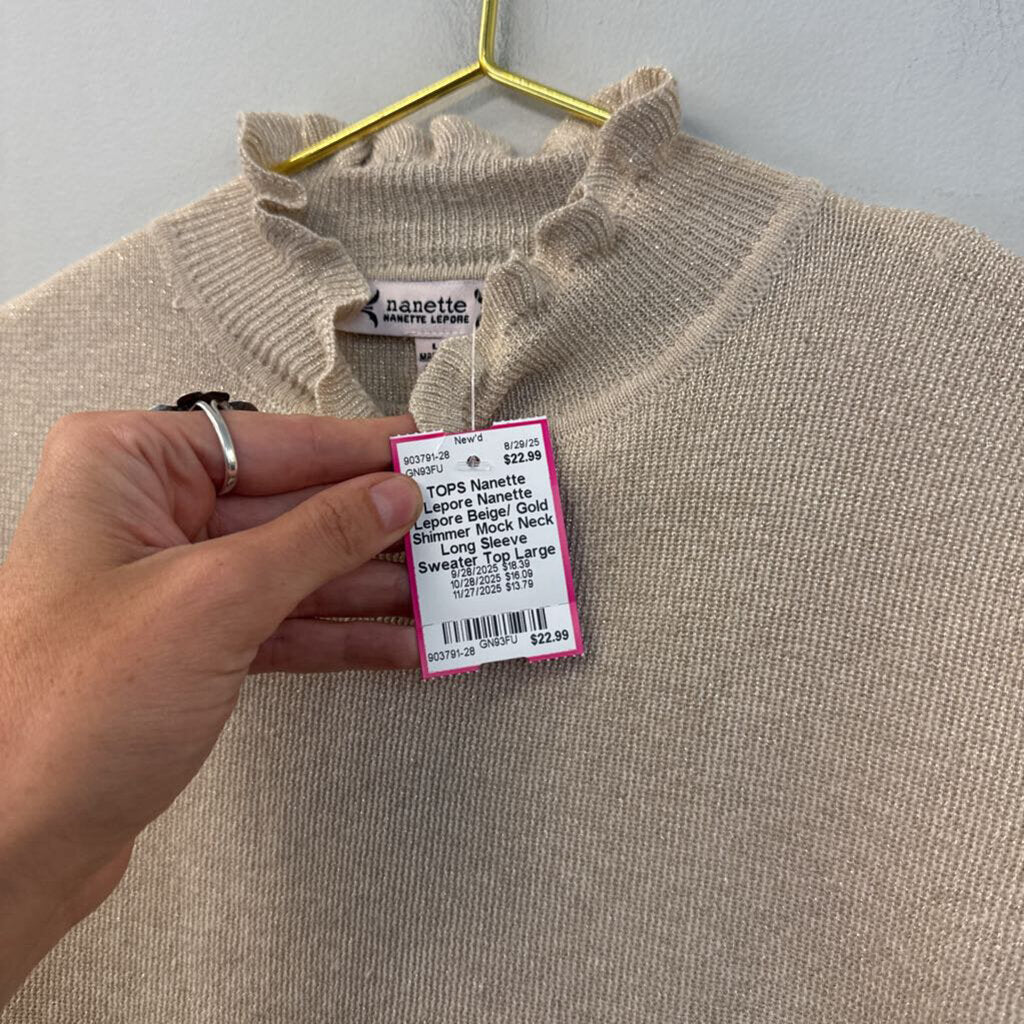 nanette
NANETTE LEPORE
L
New'd
903791-28 8/29/25
GN93FU $22.99
TOPS Nanette
Lepore Nanette
Lepore Beige/ Gold
Shimmer Mock Neck
Long Sleeve
Sweater Top Large
9/28/2025 $18.39
10/28/2025 $16.09
11/27/2025 $13.79
903791-28 GN93FU $22.99